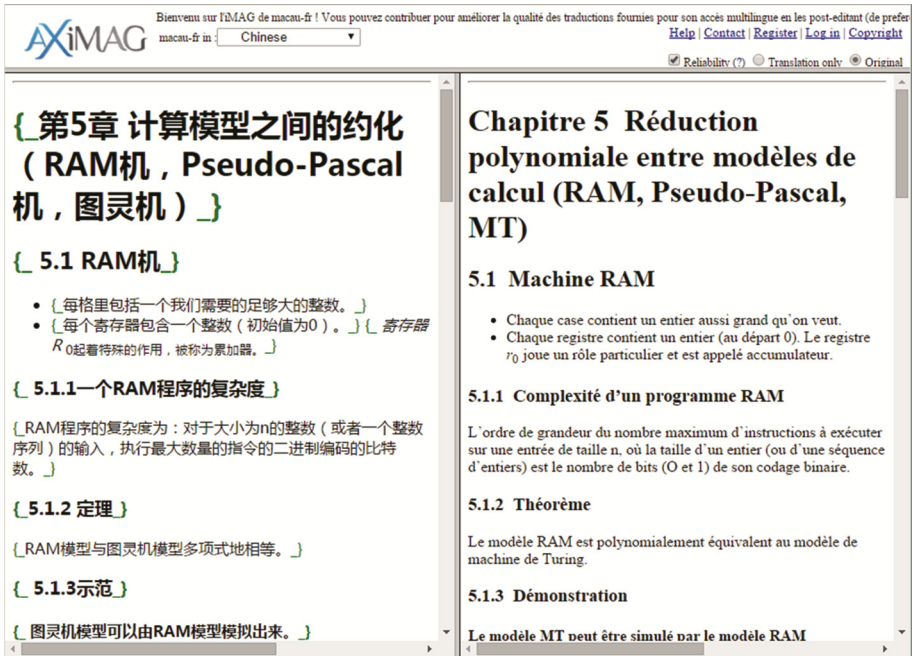 AXiMAG
Bienvenu sur l'iMAG de macau-fr ! Vous pouvez contribuer pour améliorer la qualité des traductions fournies pour son accès multilingue en les post-editant (de prefer
macau-fr in : Chinese
Help | Contact | Register | Log in | Copyright
Reliability (?) Translation only Original
{_第5章 计算模型之间的约化
（RAM机，Pseudo-Pascal
机，图灵机）_}
{_ 5.1 RAM机_}
• {_每格里包括一个我们需要的足够大的整数。_}
• {_每个寄存器包含一个整数（初始值为0）。_} {_ 寄存器
R 0起着特殊的作用，被称为累加器。_}
{_ 5.1.1一个RAM程序的复杂度_}
{_RAM程序的复杂度为：对于大小为n的整数（或者一个整数
序列）的输入，执行最大数量的指令的二进制编码的比特
数。_}
{_5.1.2 定理_}
{_RAM模型与图灵机模型多项式地相等。_}
{_ 5.1.3示范_}
{_ 图灵机模型可以由RAM模型模拟出来。_}
Chapitre 5 Réduction
polynomiale entre modèles de
calcul (RAM, Pseudo-Pascal,
MT)
5.1 Machine RAM
• Chaque case contient un entier aussi grand qu'on veut.
• Chaque registre contient un entier (au départ 0). Le registre
r0 joue un rôle particulier et est appelé accumulateur.
5.1.1 Complexité d'un programme RAM
L'ordre de grandeur du nombre maximum d'instructions à exécuter
sur une entrée de taille n, où la taille d'un entier (ou d'une séquence
d'entiers) est le nombre de bits (O et 1) de son codage binaire.
5.1.2 Théorème
Le modèle RAM est polynomialement équivalent au modèle de
machine de Turing.
5.1.3 Démonstration
Le modèle MT peut être simulé par le modèle RAM